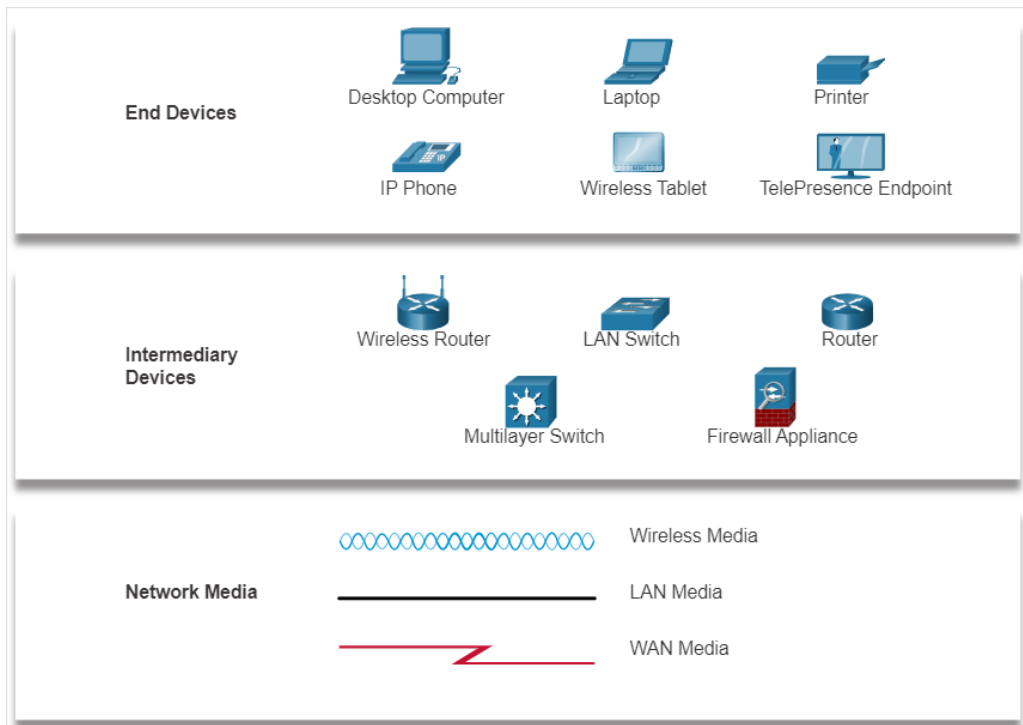 End Devices
Desktop Computer
Laptop
Printer
IP
IP Phone
Wireless Tablet
TelePresence Endpoint
Intermediary
Devices
Wireless Router
LAN Switch
Router
Multilayer Switch
Firewall Appliance
Network Media
Wireless Media
LAN Media
WAN Media